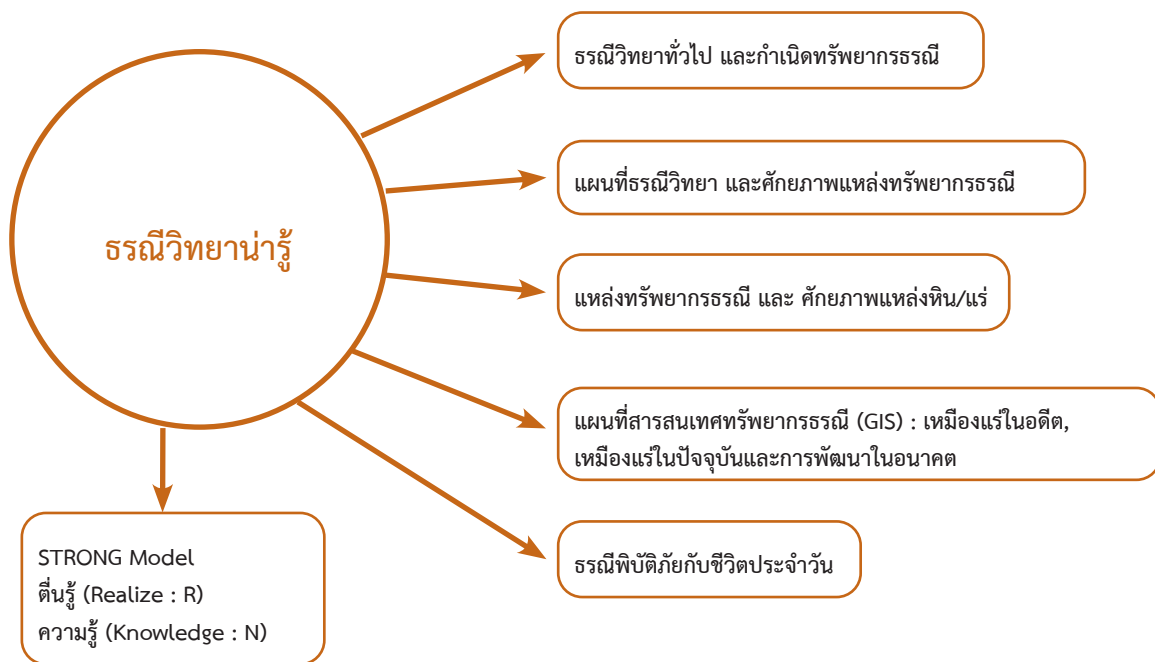 ธรณีวิทยาน่ารู้
ธรณีวิทยาทั่วไป และกำเนิดทรัพยากรธรณี
แผนที่ธรณีวิทยา และศักยภาพแหล่งทรัพยากรธรณี
แหล่งทรัพยากรธรณี และ ศักยภาพแหล่งหิน/แร่
แผนที่สารสนเทศทรัพยากรธรณี (GIS) : เหมืองแร่ในอดีต,
เหมืองแร่ในปัจจุบันและการพัฒนาในอนาคต
ธรณีพิบัติภัยกับชีวิตประจำวัน
STRONG Model
ตื่นรู้ (Realize : R)
ความรู้ (Knowledge : N)